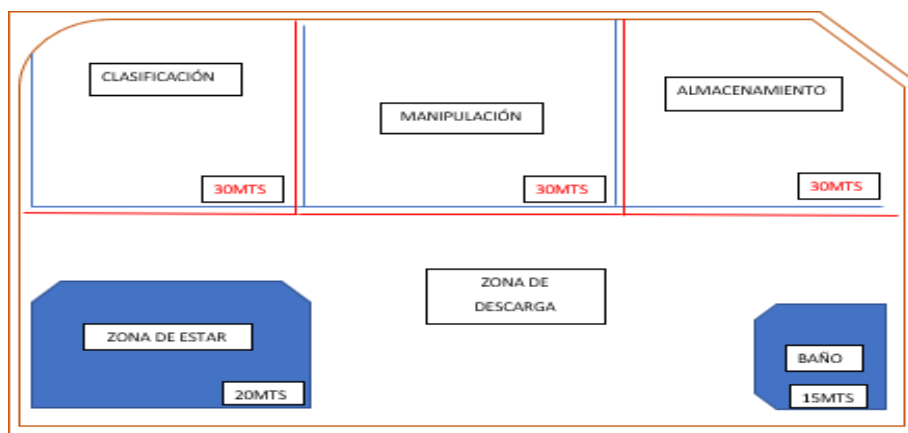 CLASIFICACIÓN
MANIPULACIÓN
ALMACENAMIENTO
30MTS
30MTS
30MTS
ZONA DE
DESCARGA
ZONA DE ESTAR
20MTS
BAÑO
15MTS